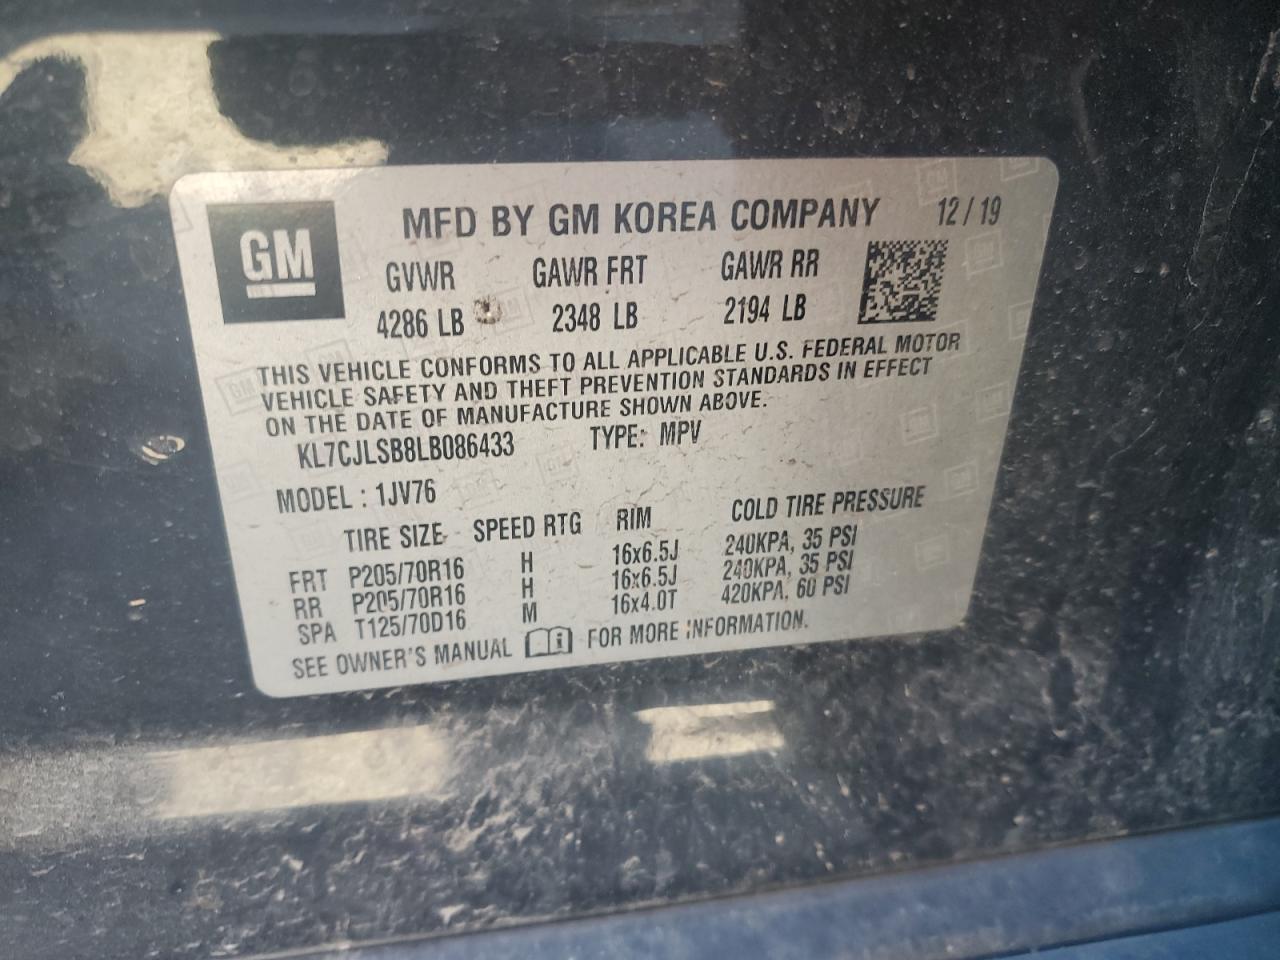 GM
MFD BY GM KOREA COMPANY 12/19
GVWR GAWR FRT GAWR RR
4286 LB 2348 LB 2194 LB
THIS VEHICLE CONFORMS TO ALL APPLICABLE U.S. FEDERAL MOTOR
VEHICLE SAFETY AND THEFT PREVENTION STANDARDS IN EFFECT
ON THE DATE OF MANUFACTURE SHOWN ABOVE.
KL7CJLSB8LB086433 TYPE: MPV
MODEL : 1JV76
TIRE SIZE SPEED RTG RIM COLD TIRE PRESSURE
FRT P205/70R16 H 16x6.5J 240KPA, 35 PSI
RR P205/70R16 H 16x6.5J 240KPA, 35 PSI
SPA T125/70D16 M 16x4.0T 420KPA, 60 PSI
SEE OWNER'S MANUAL FOR MORE INFORMATION.